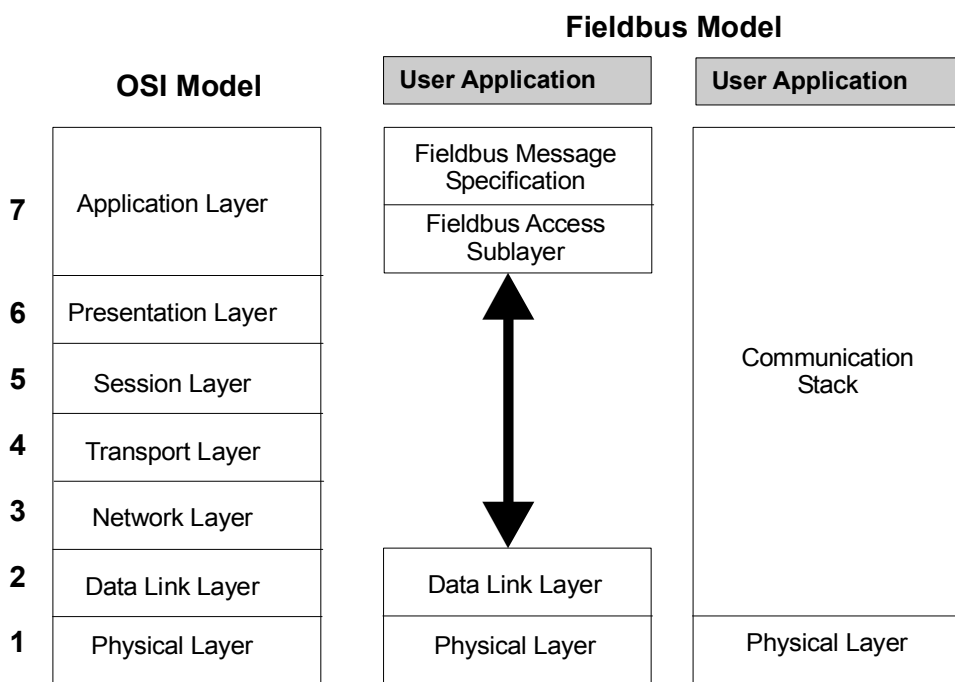 Fieldbus Model
OSI Model
User Application
User Application
7
Application Layer
Fieldbus Message
Specification
Fieldbus Access
Sublayer
6
Presentation Layer
5
Session Layer
Communication
Stack
4
Transport Layer
3
Network Layer
2
Data Link Layer
Data Link Layer
1
Physical Layer
Physical Layer
Physical Layer